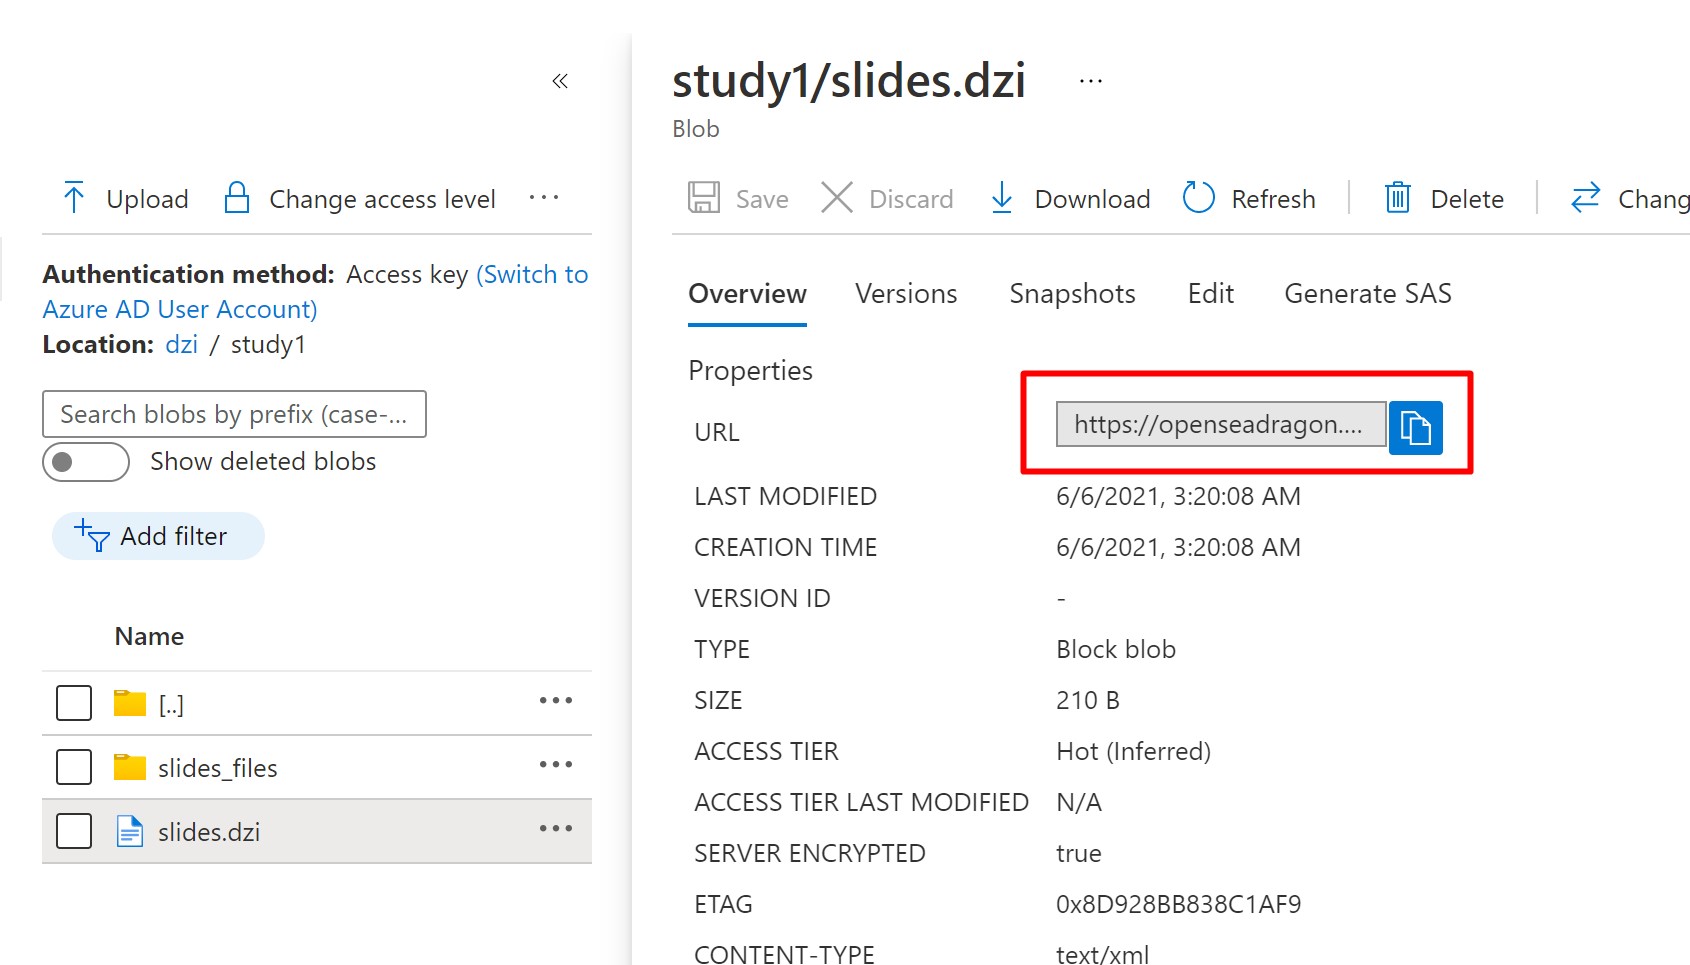 «
Upload
Change access level
...
Authentication method: Access key (Switch to
Azure AD User Account)
Location: dzi / study1
Search blobs by prefix (case-...
Show deleted blobs
Add filter
Name
[..]
slides_files
slides.dzi
study1/slides.dzi ...
Blob
Save
Discard
Download
Refresh
Delete
Chang
Overview
Versions
Snapshots
Edit
Generate SAS
Properties
URL https://openseadragon....
LAST MODIFIED 6/6/2021, 3:20:08 AM
CREATION TIME 6/6/2021, 3:20:08 AM
VERSION ID -
TYPE Block blob
SIZE 210 B
ACCESS TIER Hot (Inferred)
ACCESS TIER LAST MODIFIED N/A
SERVER ENCRYPTED true
ETAG 0x8D928BB838C1AF9
CONTENT-TYPE text/xml